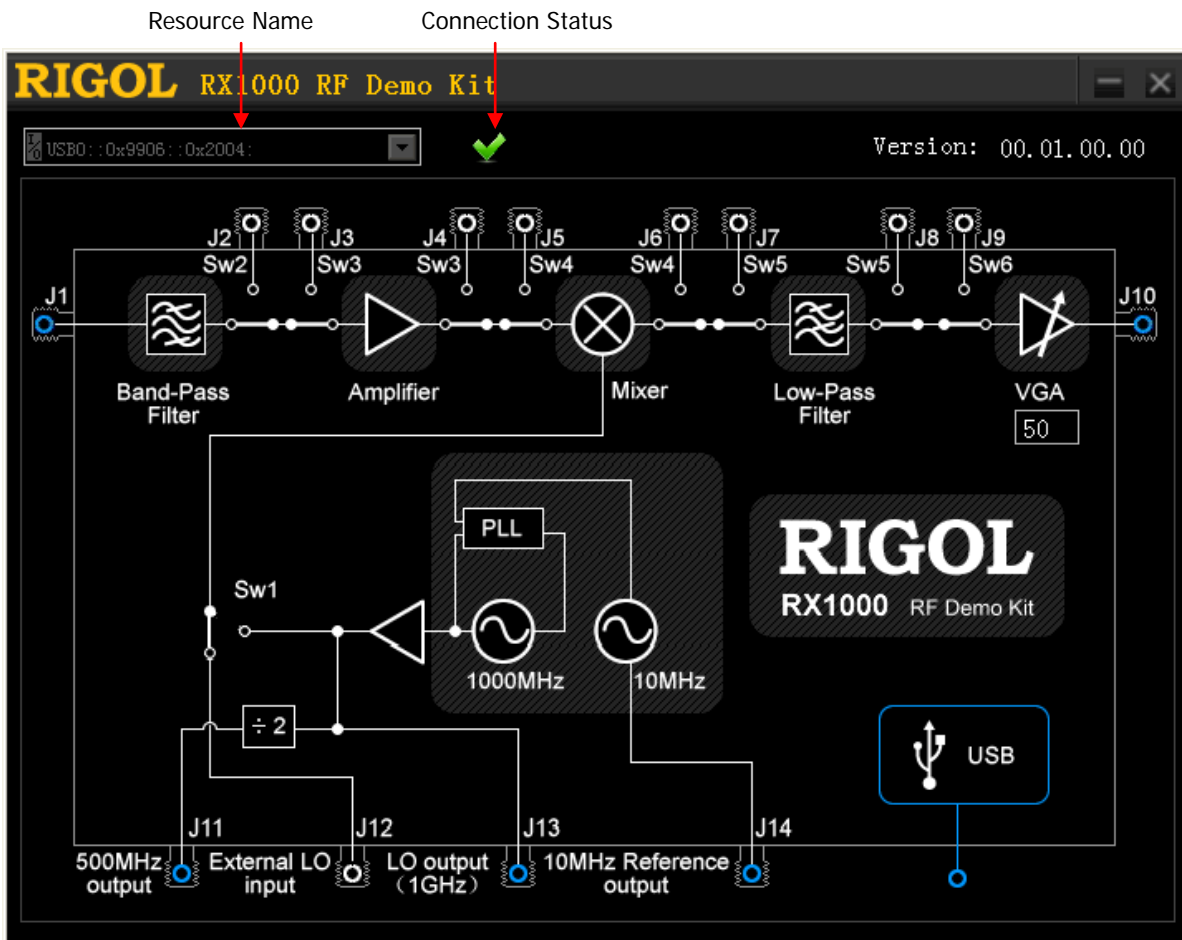 Resource Name Connection Status
RIGOL RX1000 RF Demo Kit
I/O USB0::0x9906::0x2004: Version: 00.01.00.00
J2 J3 J4 J5 J6 J7 J8 J9
Sw2 Sw3 Sw3 Sw4 Sw4 Sw5 Sw5 Sw6
J1 J10
Band-Pass Amplifier Mixer Low-Pass VGA
Filter Filter 50
PLL
RIGOL
RX1000 RF Demo Kit
Sw1
1000MHz 10MHz
÷ 2
USB
J11 J12 J13 J14
500MHz External LO LO output 10MHz Reference
output input （1GHz） output